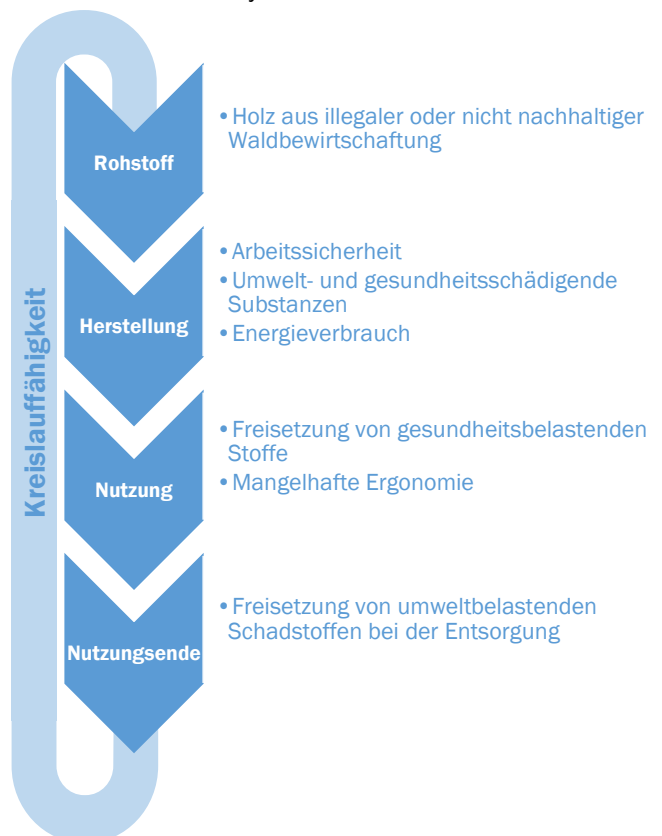 Rohstoff
• Holz aus illegaler oder nicht nachhaltiger
Waldbewirtschaftung
Herstellung
• Arbeitssicherheit
• Umwelt- und gesundheitsschädigende
Substanzen
• Energieverbrauch
Nutzung
• Freisetzung von gesundheitsbelastenden
Stoffe
• Mangelhafte Ergonomie
Nutzungsende
• Freisetzung von umweltbelastenden
Schadstoffen bei der Entsorgung
Kreislauffähigkeit